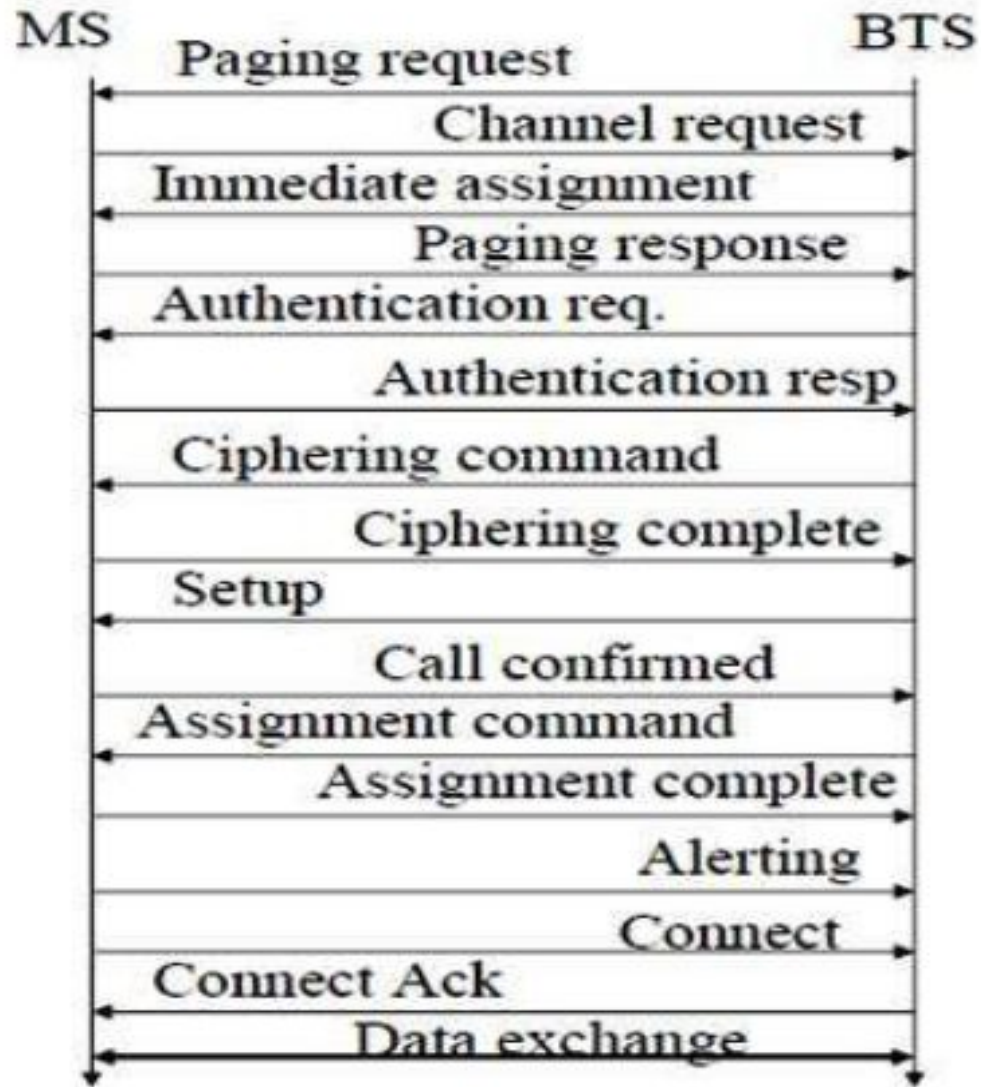 MS BTS
Paging request
Channel request
Immediate assignment
Paging response
Authentication req.
Authentication resp
Ciphering command
Ciphering complete
Setup
Call confirmed
Assignment command
Assignment complete
Alerting
Connect
Connect Ack
Data exchange